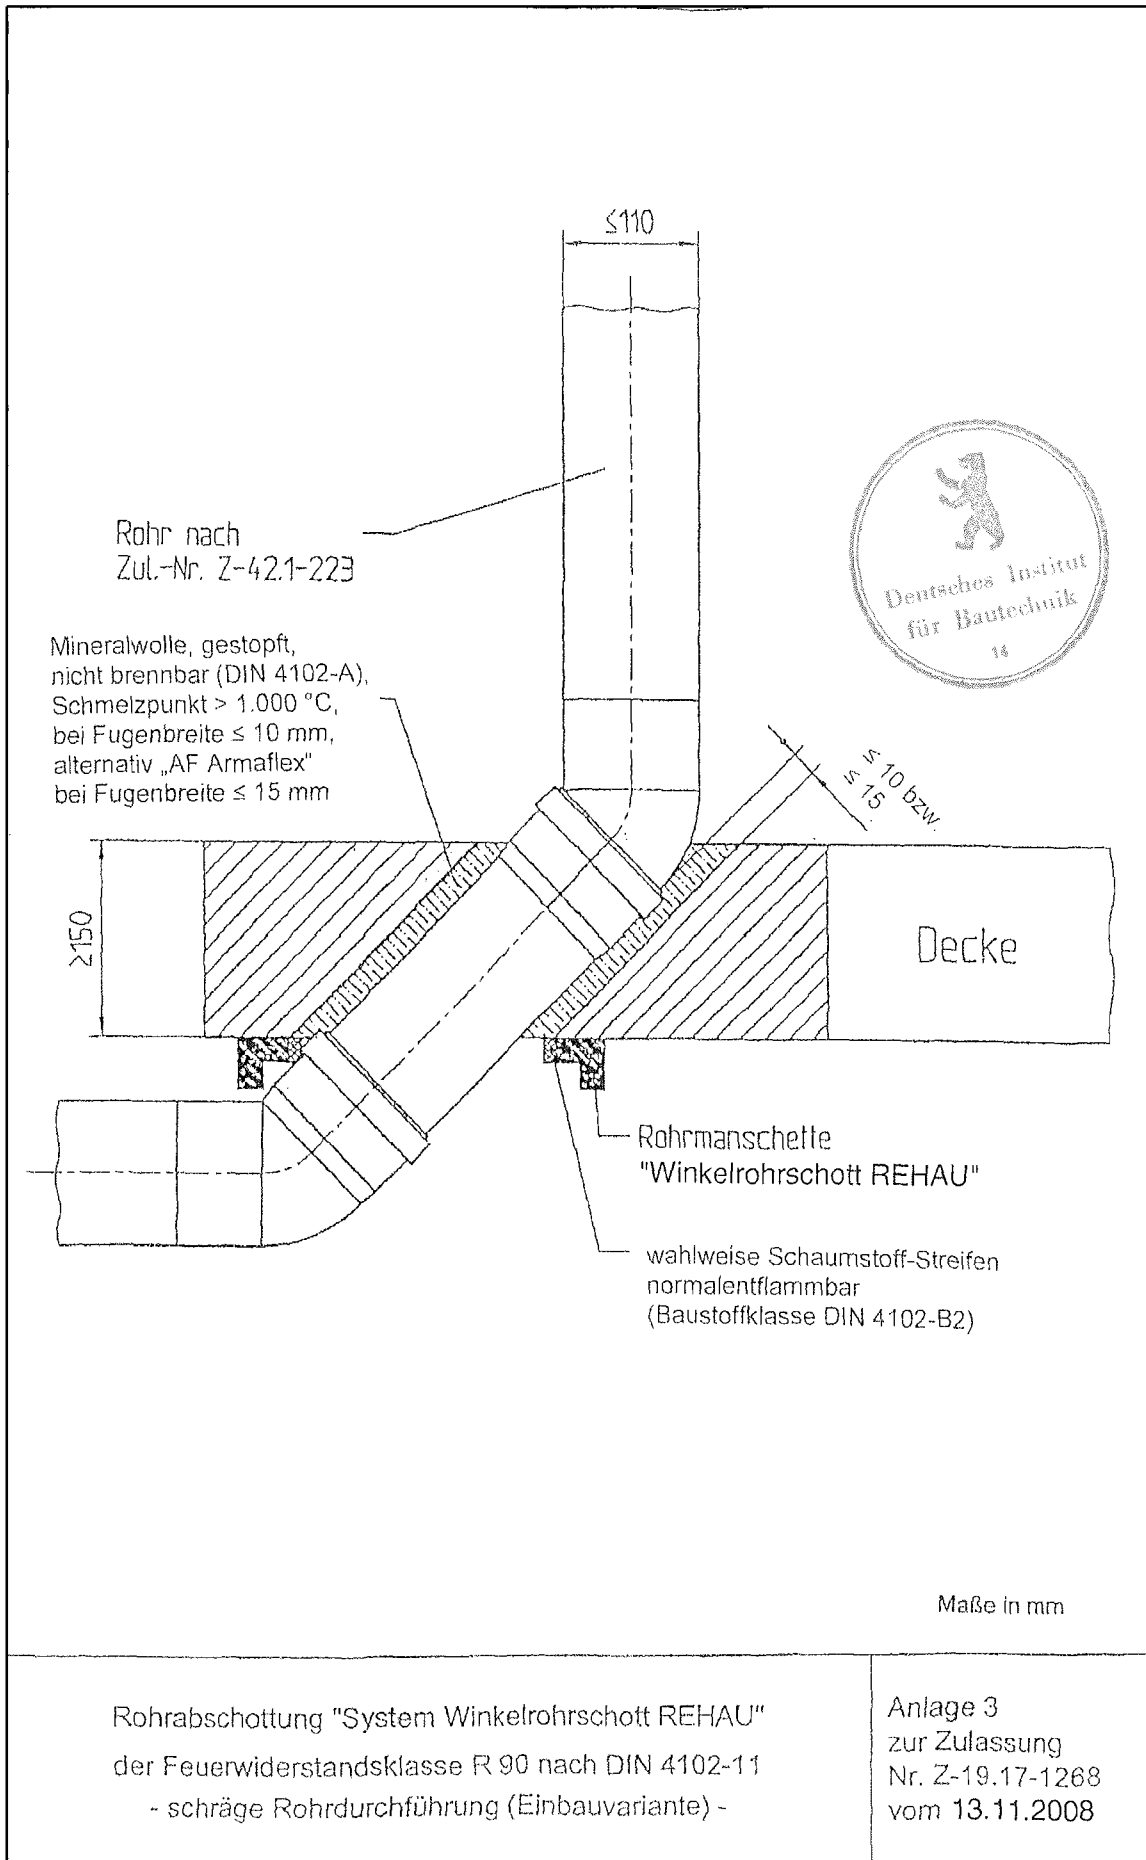 ≤110
Rohr nach
Zul.-Nr. Z-42.1-223
Deutsches Institut
für Bautechnik
14
Mineralwolle, gestopft,
nicht brennbar (DIN 4102-A),
Schmelzpunkt > 1.000 °C,
bei Fugenbreite ≤ 10 mm,
alternativ „AF Armaflex"
bei Fugenbreite ≤ 15 mm
≤ 10 bzw.
≤ 15
≥150
Decke
Rohrmanschette
"Winkelrohrschott REHAU"
wahlweise Schaumstoff-Streifen
normalentflammbar
(Baustoffklasse DIN 4102-B2)
Maße in mm
Rohrabschottung "System Winkelrohrschott REHAU"
der Feuerwiderstandsklasse R 90 nach DIN 4102-11
- schräge Rohrdurchführung (Einbauvariante) -
Anlage 3
zur Zulassung
Nr. Z-19.17-1268
vom 13.11.2008